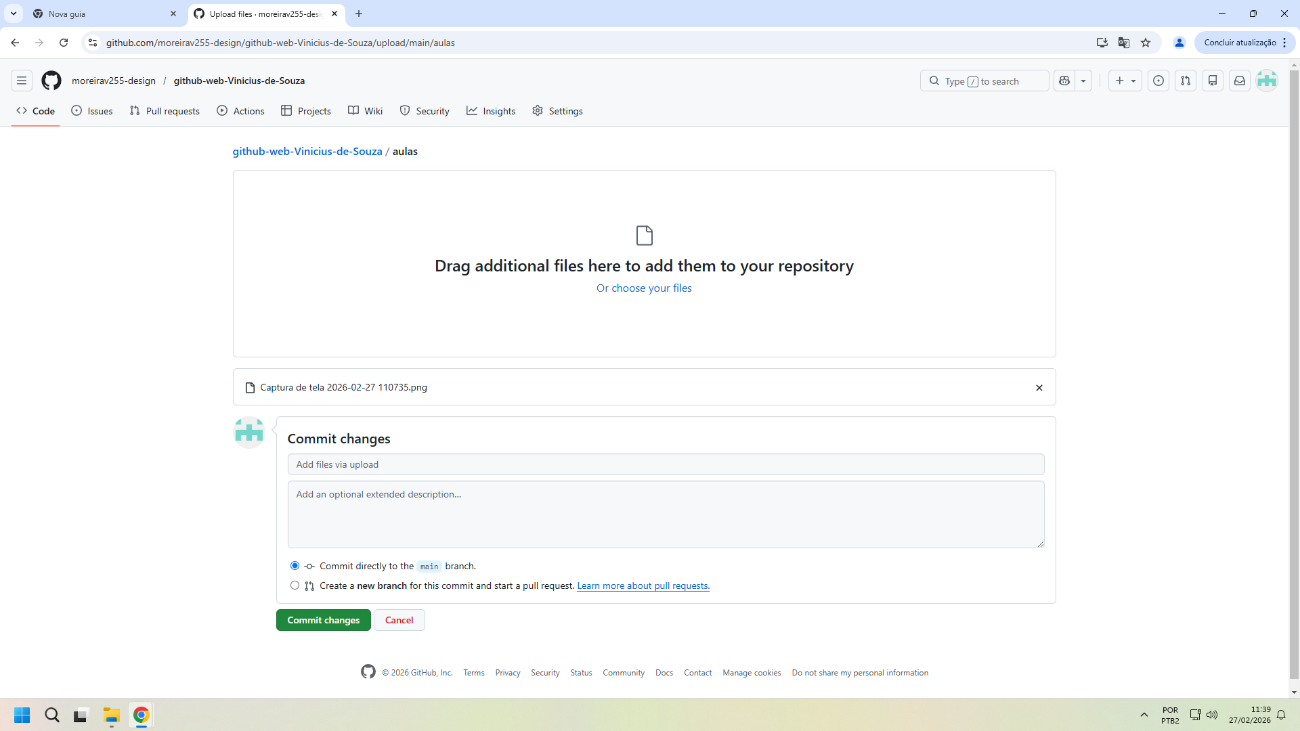 Nova guia
Upload files · moreirav255-desi
github.com/moreirav255-design/github-web-Vinicius-de-Souza/upload/main/aulas
Concluir atualização
moreirav255-design / github-web-Vinicius-de-Souza
Type / to search
Code
Issues
Pull requests
Actions
Projects
Wiki
Security
Insights
Settings
github-web-Vinicius-de-Souza / aulas
Drag additional files here to add them to your repository
Or choose your files
Captura de tela 2026-02-27 110735.png
Commit changes
Add files via upload
Add an optional extended description...
Commit directly to the main branch.
Create a new branch for this commit and start a pull request. Learn more about pull requests.
Commit changes
Cancel
© 2026 GitHub, Inc.
Terms
Privacy
Security
Status
Community
Docs
Contact
Manage cookies
Do not share my personal information
POR
PTB2
11:39
27/02/2026